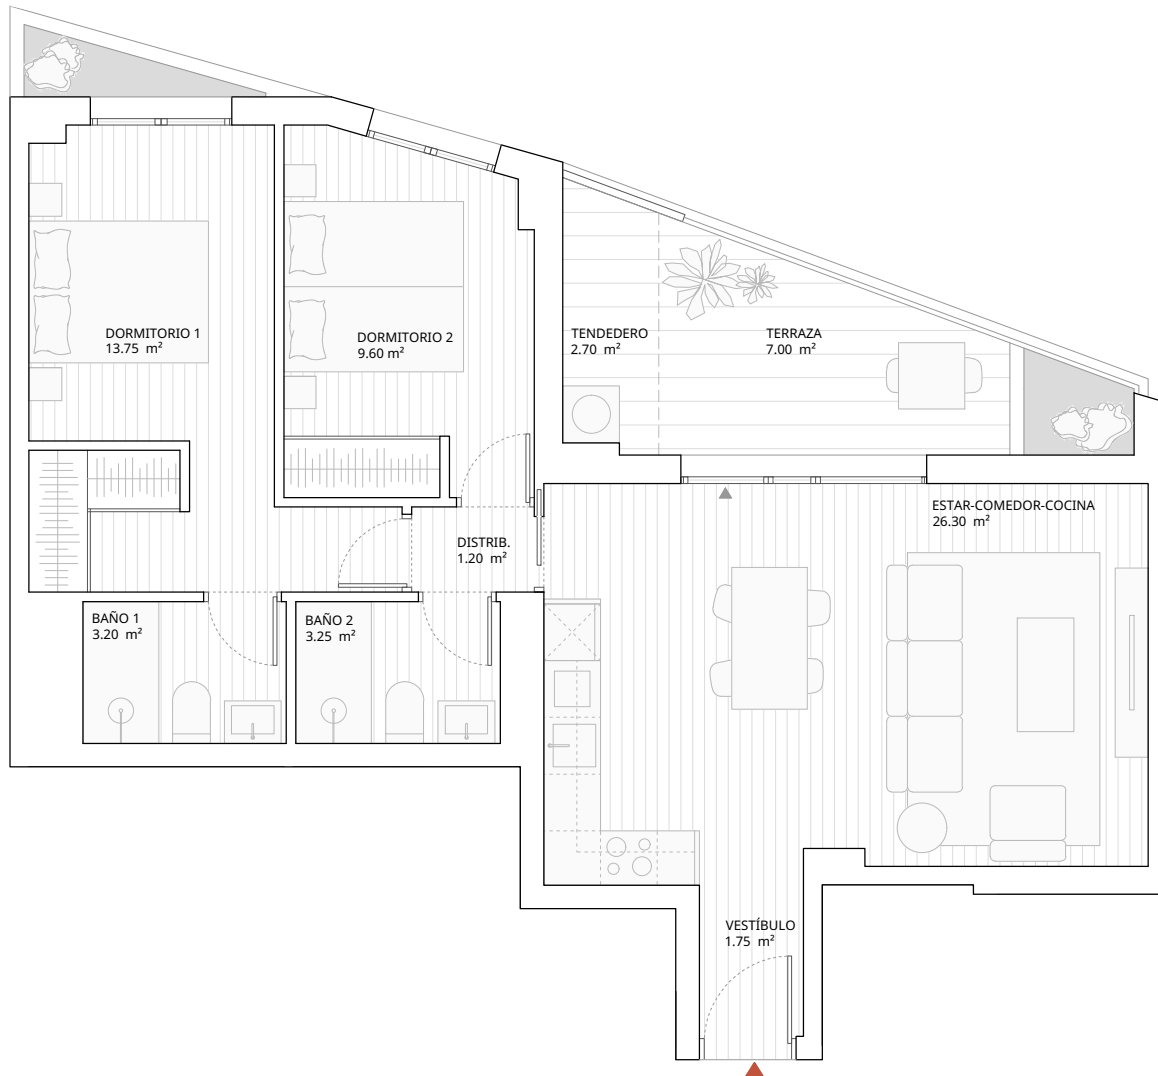 DORMITORIO 1
13.75 m²
DORMITORIO 2
9.60 m²
TENDEDERO
2.70 m²
TERRAZA
7.00 m²
ESTAR-COMEDOR-COCINA
26.30 m²
DISTRIB.
1.20 m²
BAÑO 1
3.20 m²
BAÑO 2
3.25 m²
VESTÍBULO
1.75 m²